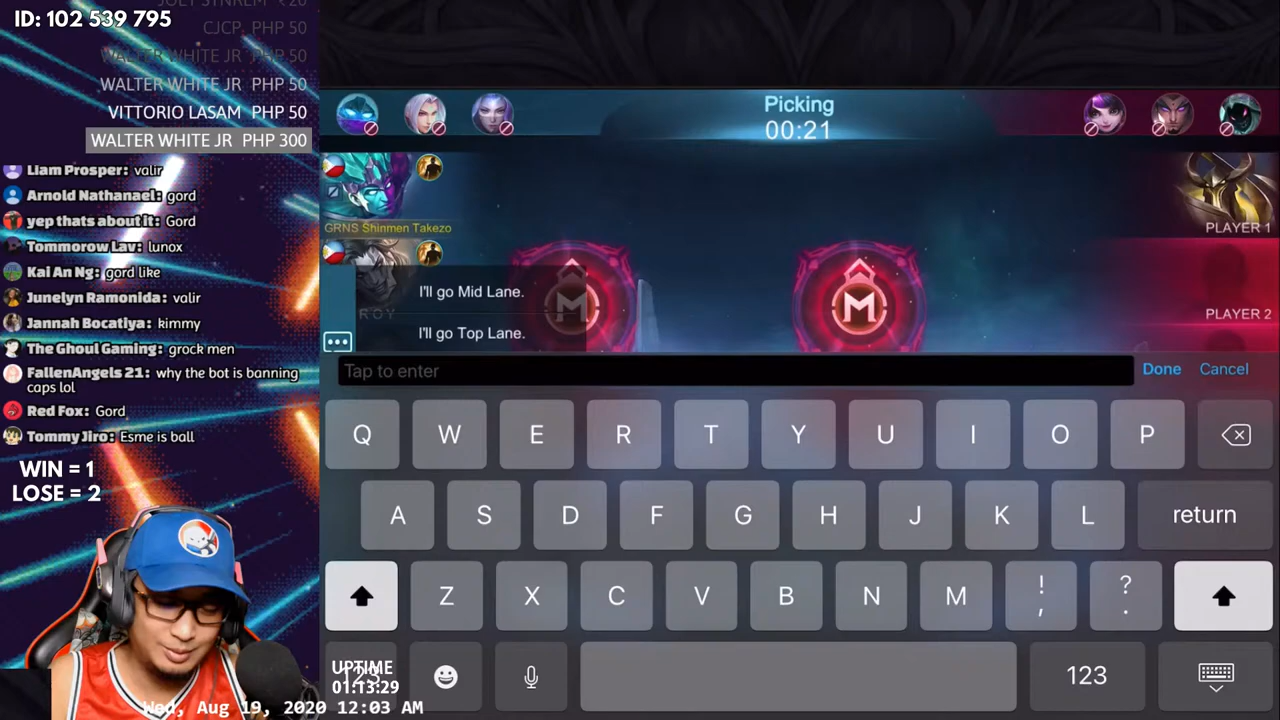 ID: 102 539 795
CJCP. PHP 50
WALTER WHITE JR PHP 50
WALTER WHITE JR PHP 50
VITTORIO LASAM PHP 50
WALTER WHITE JR PHP 300
Liam Prosper: valir
Arnold Nathanael: gord
yep thats about it: Gord
Tommorow Lav: lunox
Kai An Ng: gord like
Junelyn Ramonida: valir
Jannah Bocatiya: kimmy
The Ghoul Gaming: grock men
FallenAngels 21: why the bot is banning
caps lol
Red Fox: Gord
Tommy Jiro: Esme is ball
WIN = 1
LOSE = 2
Picking
00:21
GRNS Shinmen Takezo
PLAYER 1
PLAYER 2
I'll go Mid Lane.
I'll go Top Lane.
Tap to enter
Done Cancel
Q W E R T Y U I O P
A S D F G H J K L return
Z X C V B N M ! , ? .
123
123
UPTIME
01:13:29
Wed, Aug 19, 2020 12:03 AM